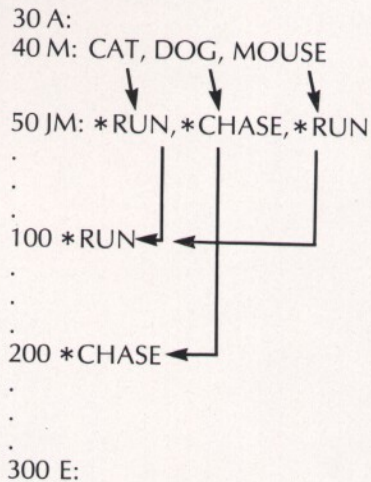 30 A:
40 M: CAT, DOG, MOUSE
50 JM: *RUN, *CHASE, *RUN
.
.
.
100 *RUN
.
.
.
200 *CHASE
.
.
.
300 E: